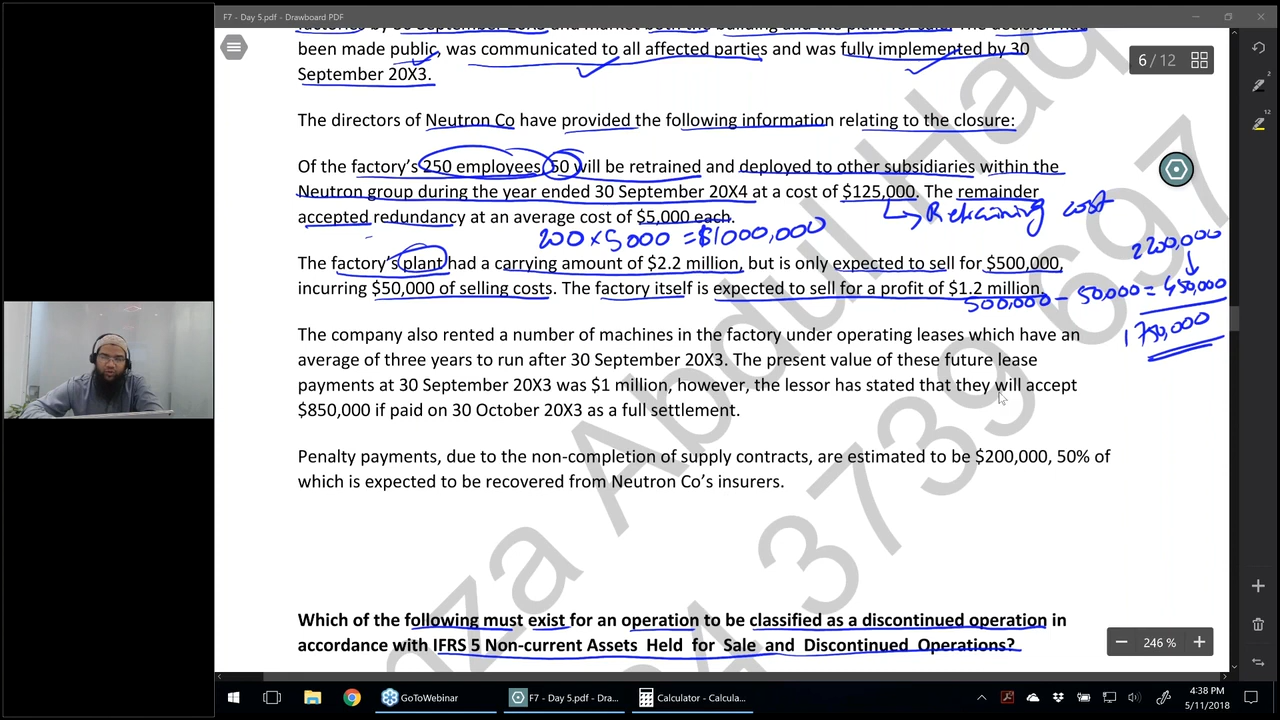 F7 - Day 5.pdf - Drawboard PDF
been made public, was communicated to all affected parties and was fully implemented by 30
September 20X3.
6 / 12
The directors of Neutron Co have provided the following information relating to the closure:
Of the factory's 250 employees 50 will be retrained and deployed to other subsidiaries within the
Neutron group during the year ended 30 September 20X4 at a cost of $125,000. The remainder
accepted redundancy at an average cost of $5,000 each.
Retraining cost
200 x 5000 = $1000,000
The factory's plant had a carrying amount of $2.2 million, but is only expected to sell for $500,000,
incurring $50,000 of selling costs. The factory itself is expected to sell for a profit of $1.2 million.
2200,000
500,000 - 50,000 = 450,000
1750,000
The company also rented a number of machines in the factory under operating leases which have an
average of three years to run after 30 September 20X3. The present value of these future lease
payments at 30 September 20X3 was $1 million, however, the lessor has stated that they will accept
$850,000 if paid on 30 October 20X3 as a full settlement.
Penalty payments, due to the non-completion of supply contracts, are estimated to be $200,000, 50% of
which is expected to be recovered from Neutron Co's insurers.
Which of the following must exist for an operation to be classified as a discontinued operation in
accordance with IFRS 5 Non-current Assets Held for Sale and Discontinued Operations?
nza Abdul Haq
3739 697
246 %
GoToWebinar
F7 - Day 5.pdf - Dra...
Calculator - Calcula...
4:38 PM
5/11/2018